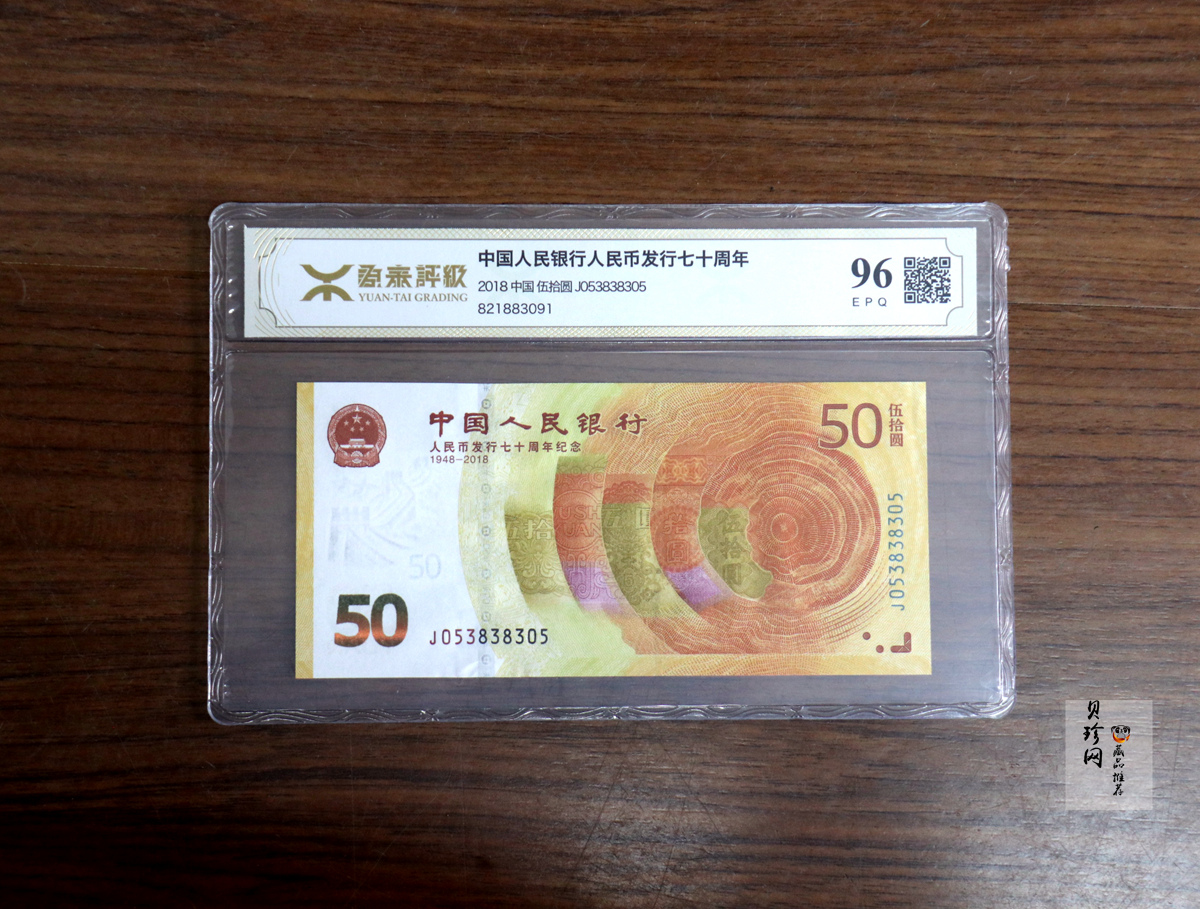 爰泰評級
YUAN-TAI GRADING
中国人民银行人民币发行七十周年
2018 中国 伍拾圆 J053838305
821883091
96
EPQ
中国人民银行
人民币发行七十周年纪念
1948-2018
50
伍拾圆
伍拾圆
50
50
J053838305
J053838305
贝珍网
藏品推荐